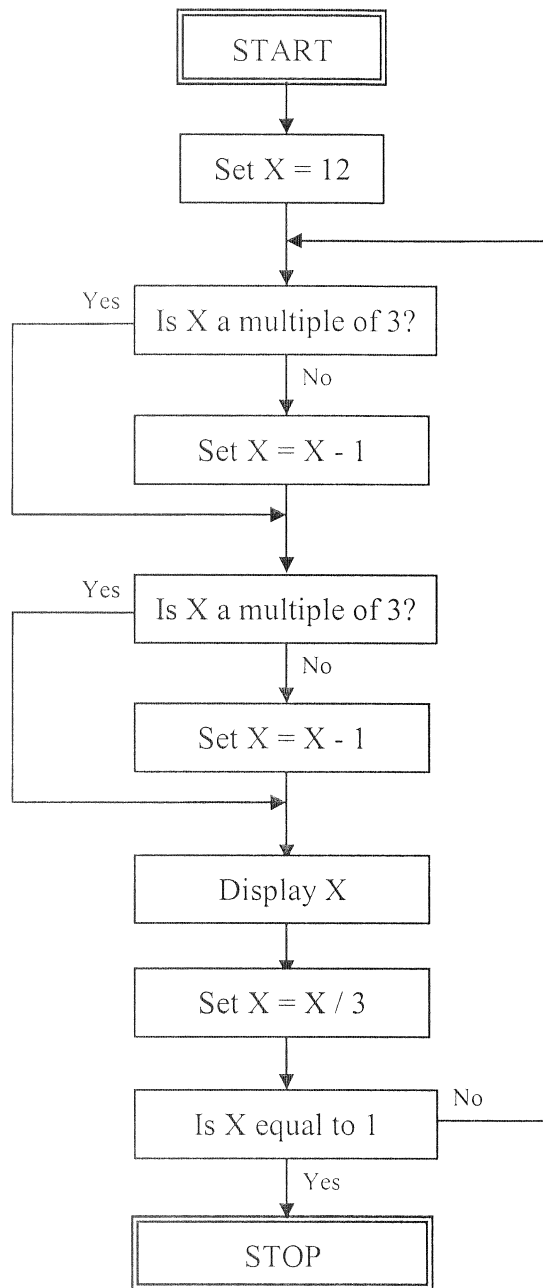 START
Set X = 12
Yes
Is X a multiple of 3?
No
Set X = X - 1
Yes
Is X a multiple of 3?
No
Set X = X - 1
Display X
Set X = X / 3
Is X equal to 1
No
Yes
STOP